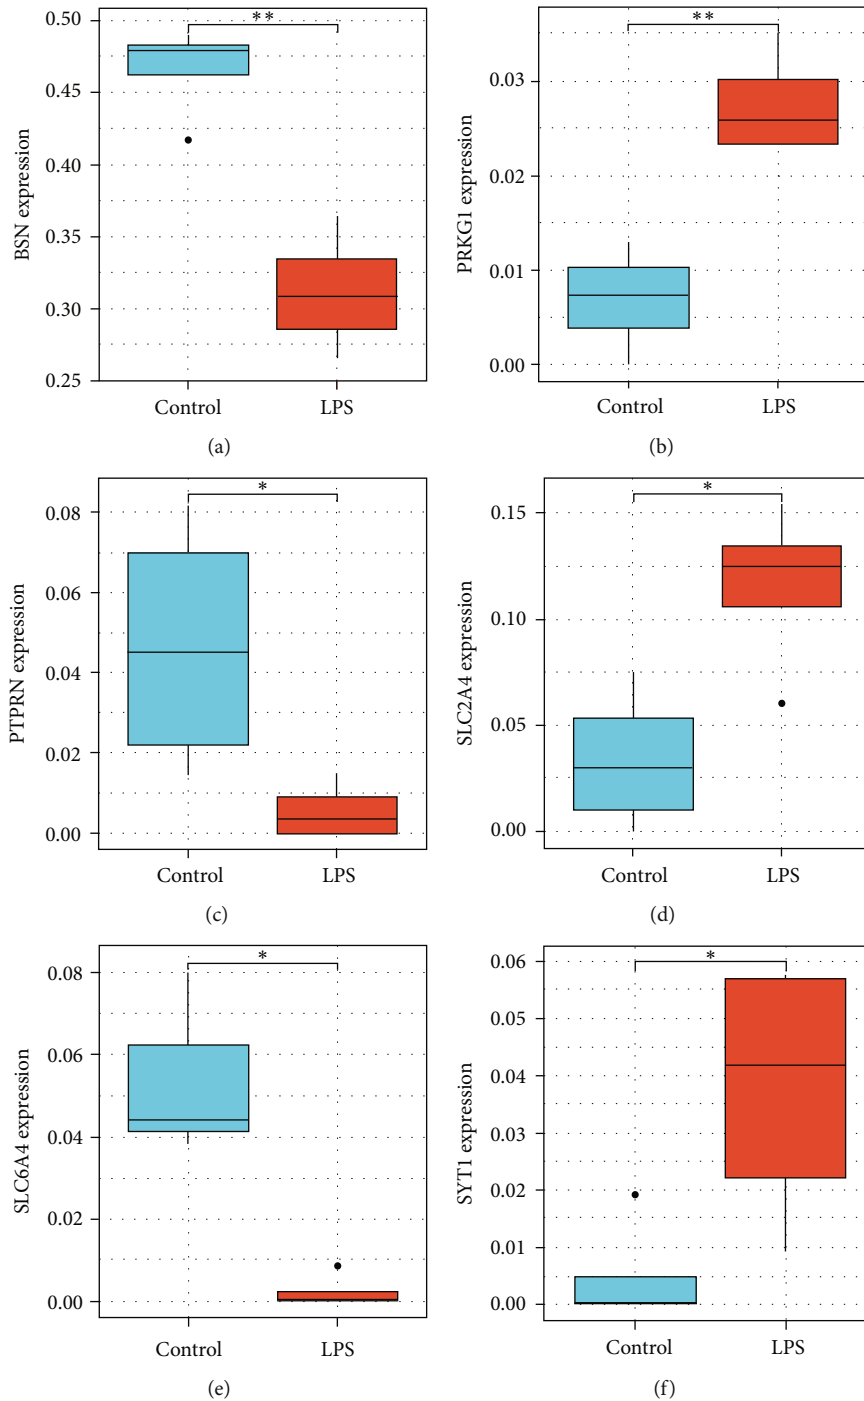 **
0.50
0.45
0.40
0.35
0.30
0.25
BSN expression
Control LPS
(a)
**
0.03
0.02
0.01
0.00
PRKG1 expression
Control LPS
(b)
*
0.08
0.06
0.04
0.02
0.00
PTPRN expression
Control LPS
(c)
*
0.15
0.10
0.05
0.00
SLC2A4 expression
Control LPS
(d)
*
0.08
0.06
0.04
0.02
0.00
SLC6A4 expression
Control LPS
(e)
*
0.06
0.05
0.04
0.03
0.02
0.01
0.00
SYT1 expression
Control LPS
(f)